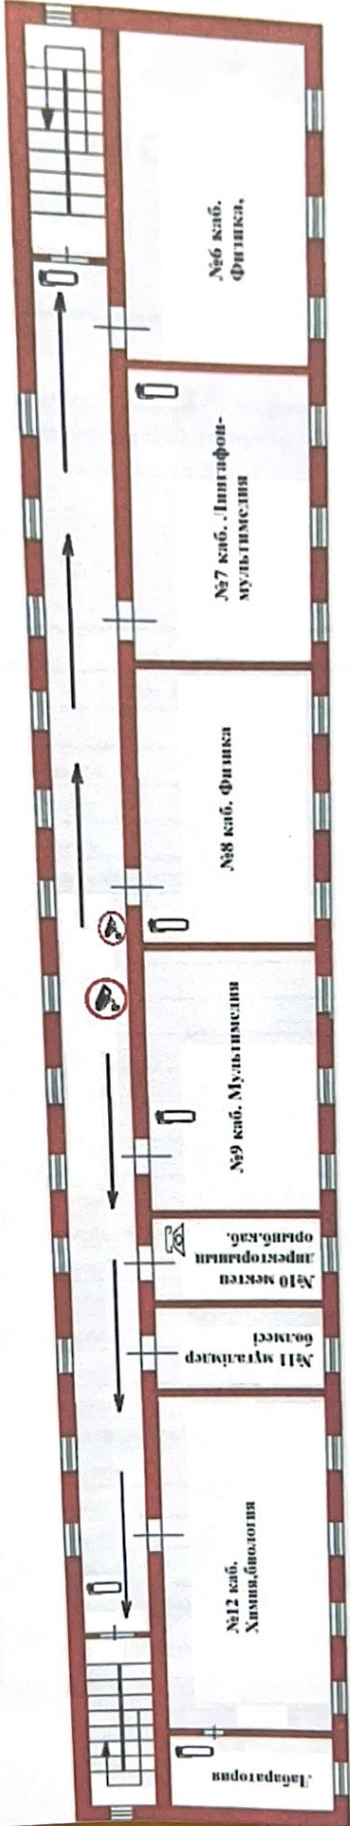 №6 каб.
Физика,
№7 каб. Лингафон-
мультимедия
№8 каб. Физика
№9 каб. Мультимедия
№10 мектеп
директорының
орынб.каб.
№11 мұғалімдер
бөлмесі
№12 каб.
Химия,биология
Лабаратория